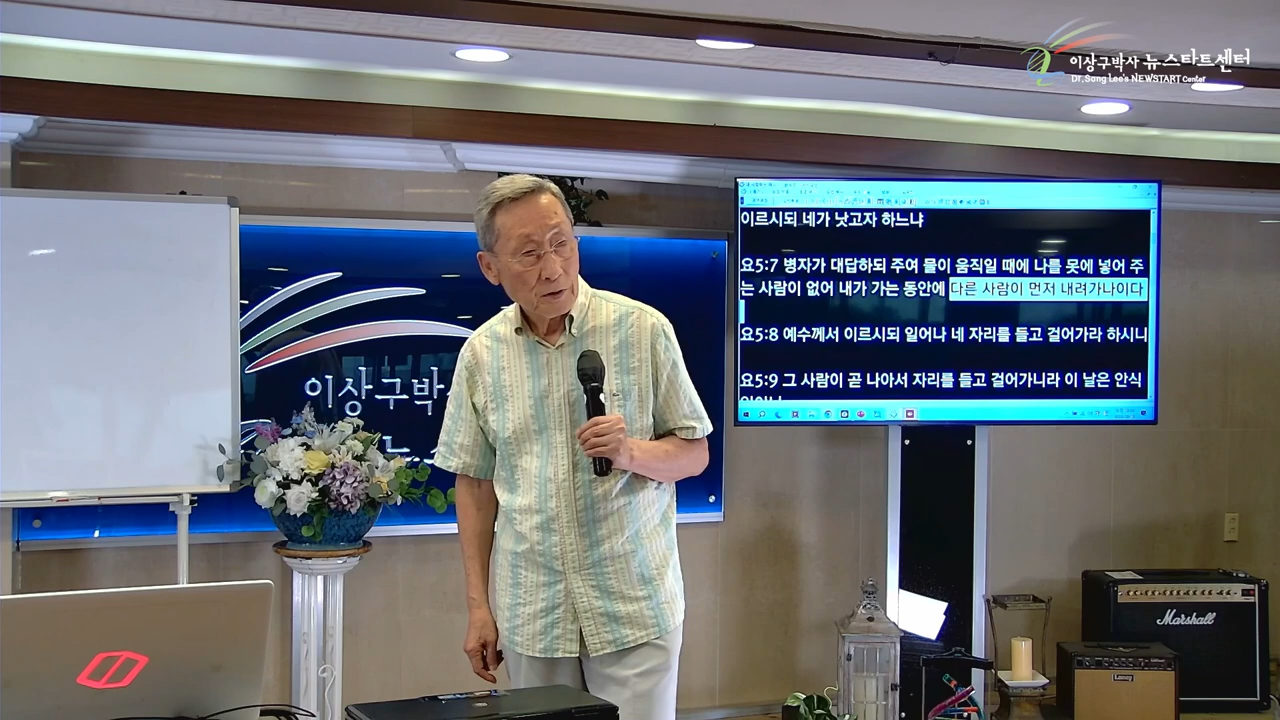 이상구박사 뉴스타트센터
Dr. Sang Lee's NEWSTART Center
이르시되 네가 낫고자 하느냐
요5:7 병자가 대답하되 주여 물이 움직일 때에 나를 못에 넣어 주
는 사람이 없어 내가 가는 동안에 다른 사람이 먼저 내려가나이다
요5:8 예수께서 이르시되 일어나 네 자리를 들고 걸어가라 하시니
요5:9 그 사람이 곧 나아서 자리를 들고 걸어가니라 이 날은 안식
이상구박
Marshall
Laney